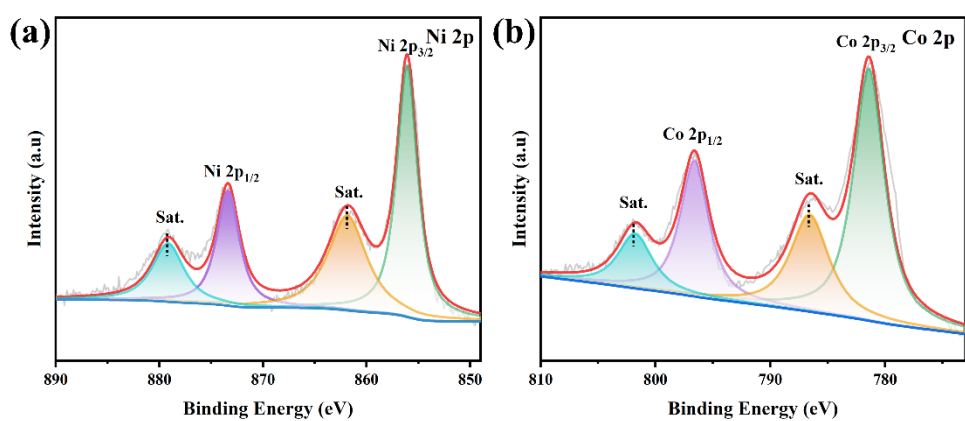 (a)
Ni 2p₃/₂
Ni 2p
Ni 2p₁/₂
Sat.
Sat.
Intensity (a.u)
890
880
870
860
850
Binding Energy (eV)
(b)
Co 2p₃/₂
Co 2p
Co 2p₁/₂
Sat.
Sat.
Intensity (a.u)
810
800
790
780
Binding Energy (eV)